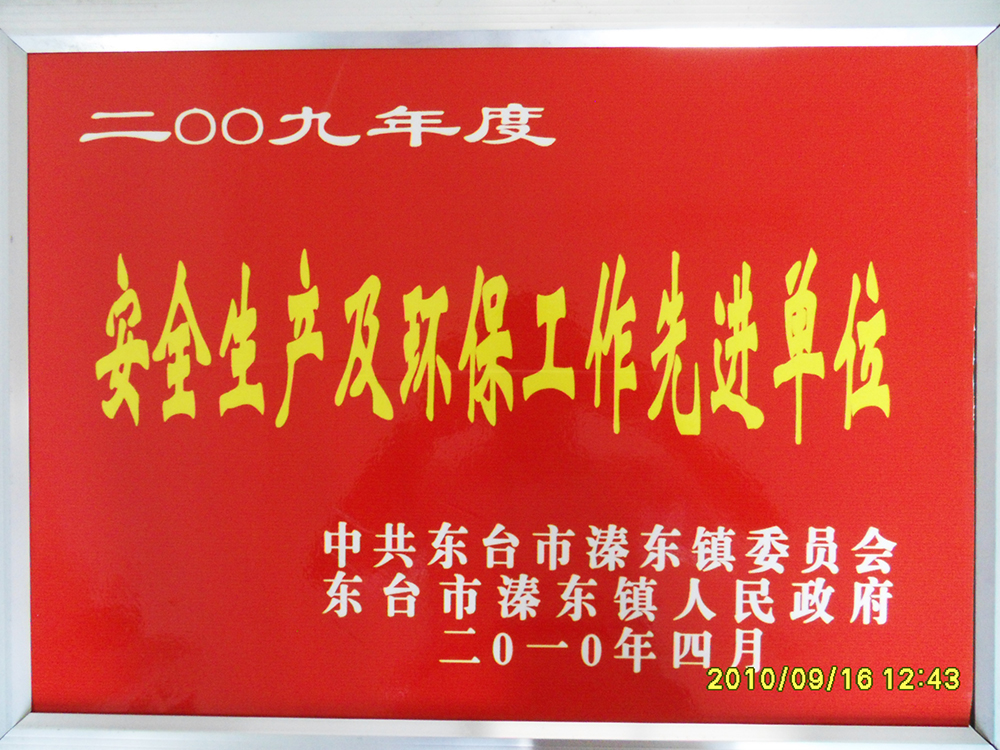 二〇〇九年度
安全生产及环保工作先进单位
中共东台市溱东镇委员会
东台市溱东镇人民政府
二0一0年四月
2010/09/16 12:43